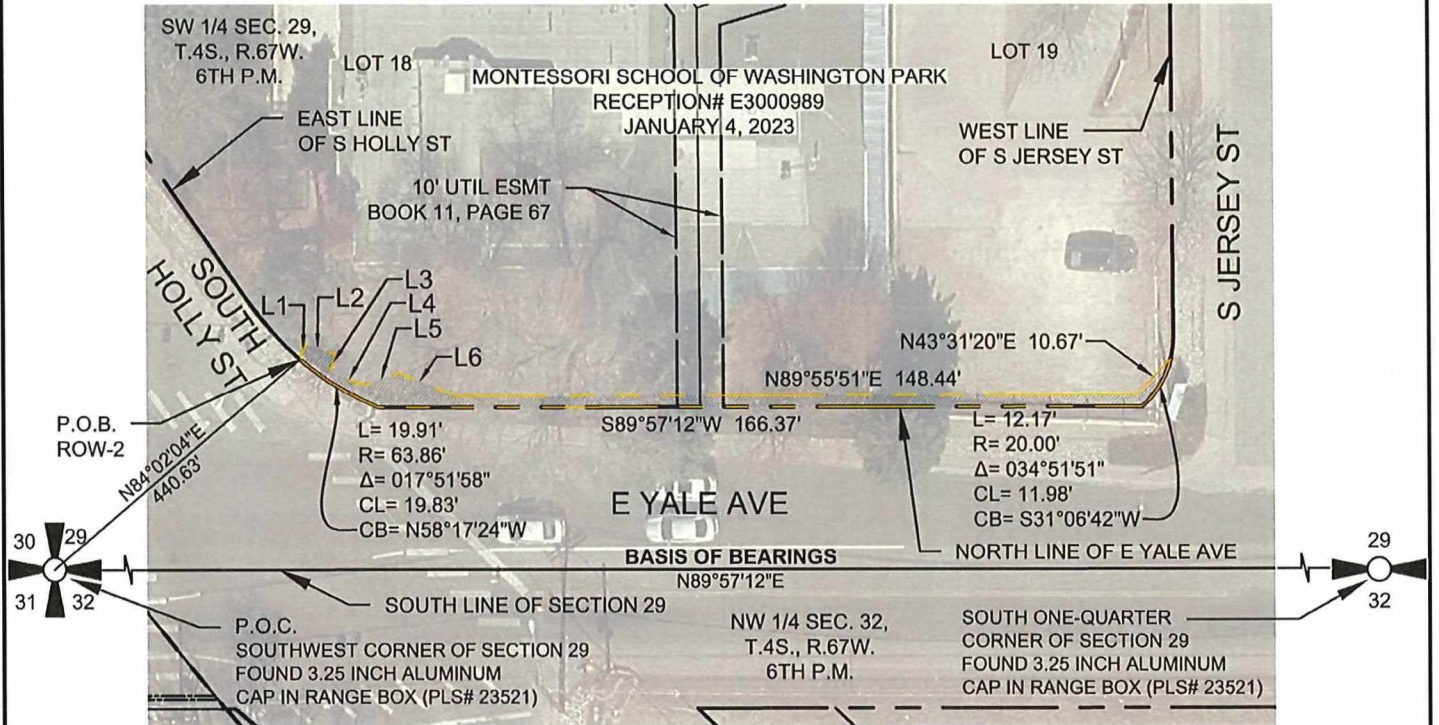 SW 1/4 SEC. 29,
T.4S., R.67W.
6TH P.M.
LOT 18
LOT 19
MONTESSORI SCHOOL OF WASHINGTON PARK
RECEPTION# E3000989
JANUARY 4, 2023
EAST LINE
OF S HOLLY ST
WEST LINE
OF S JERSEY ST
S JERSEY ST
10' UTIL ESMT
BOOK 11, PAGE 67
SOUTH
HOLLY ST
L1
L2
L3
L4
L5
L6
N43°31'20"E 10.67'
N89°55'51"E 148.44'
S89°57'12"W 166.37'
P.O.B.
ROW-2
N84°02'04"E
440.63'
L= 19.91'
R= 63.86'
Δ= 017°51'58"
CL= 19.83'
CB= N58°17'24"W
L= 12.17'
R= 20.00'
Δ= 034°51'51"
CL= 11.98'
CB= S31°06'42"W
E YALE AVE
NORTH LINE OF E YALE AVE
BASIS OF BEARINGS
N89°57'12"E
30 29
31 32
29
32
SOUTH LINE OF SECTION 29
P.O.C.
SOUTHWEST CORNER OF SECTION 29
FOUND 3.25 INCH ALUMINUM
CAP IN RANGE BOX (PLS# 23521)
NW 1/4 SEC. 32,
T.4S., R.67W.
6TH P.M.
SOUTH ONE-QUARTER
CORNER OF SECTION 29
FOUND 3.25 INCH ALUMINUM
CAP IN RANGE BOX (PLS# 23521)